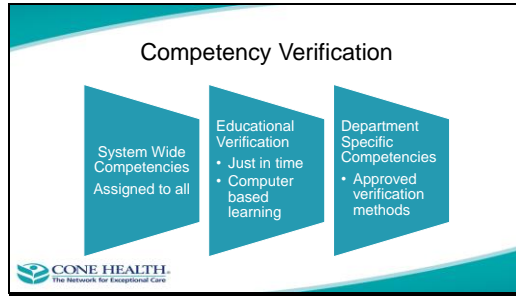 Competency Verification
System Wide
Competencies
Assigned to all
Educational
Verification
• Just in time
• Computer
based
learning
Department
Specific
Competencies
• Approved
verification
methods
CONE HEALTH.
The Network for Exceptional Care